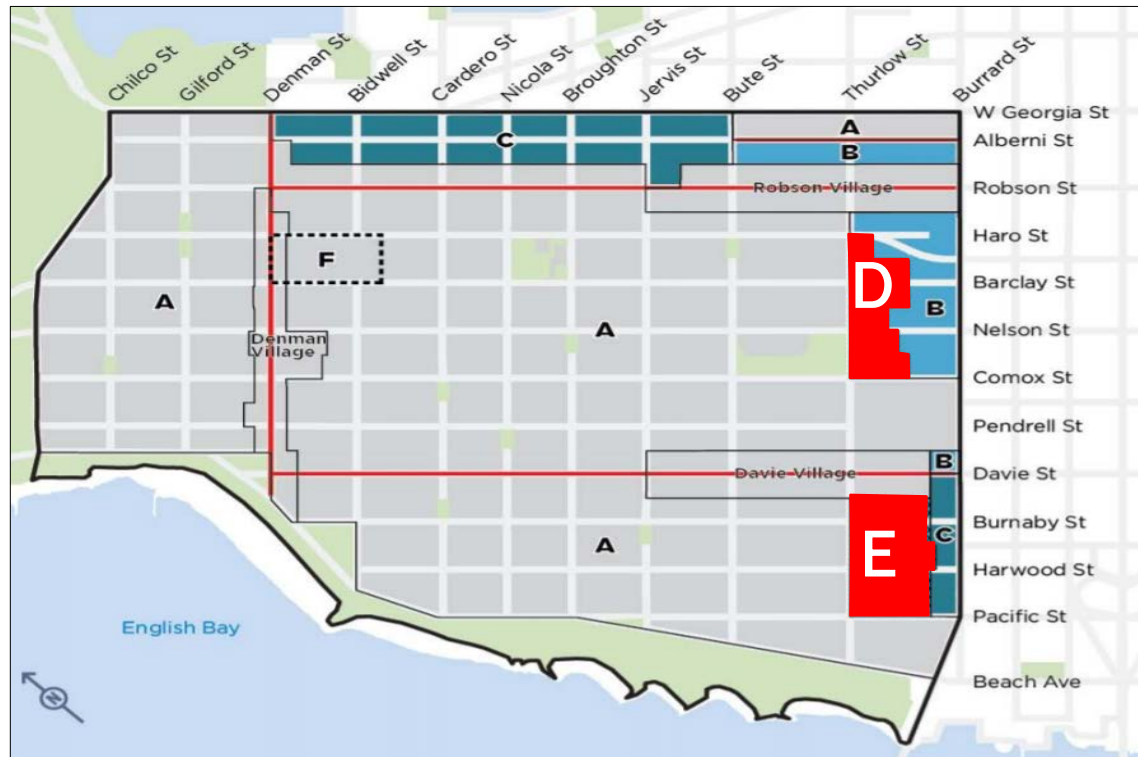 Chilco St
Gilford St
Denman St
Bidwell St
Cardero St
Nicola St
Broughton St
Jervis St
Bute St
Thurlow St
Burrard St
W Georgia St
A
Alberni St
C
B
Robson Village
Robson St
Haro St
F
D
Barclay St
A
A
B
Nelson St
Denman
Village
Comox St
Pendrell St
B
Davie Village
Davie St
Burnaby St
A
E
C
Harwood St
Pacific St
English Bay
Beach Ave
N